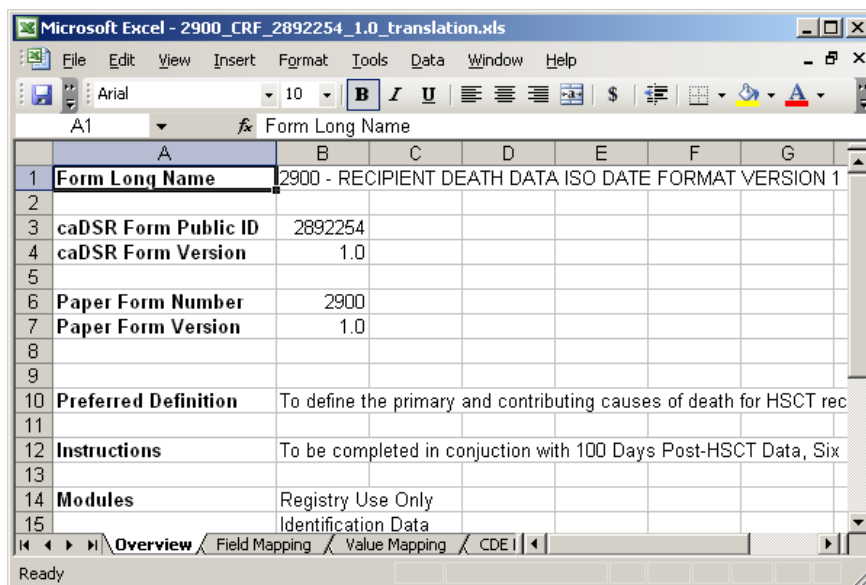 Microsoft Excel - 2900_CRF_2892254_1.0_translation.xls
File Edit View Insert Format Tools Data Window Help
Arial 10 B I U $ A
A1 fx Form Long Name
A B C D E F G
1 Form Long Name 2900 - RECIPIENT DEATH DATA ISO DATE FORMAT VERSION 1
2
3 caDSR Form Public ID 2892254
4 caDSR Form Version 1.0
5
6 Paper Form Number 2900
7 Paper Form Version 1.0
8
9
10 Preferred Definition To define the primary and contributing causes of death for HSCT rec
11
12 Instructions To be completed in conjuction with 100 Days Post-HSCT Data, Six
13
14 Modules Registry Use Only
15 Identification Data
Overview Field Mapping Value Mapping CDE
Ready